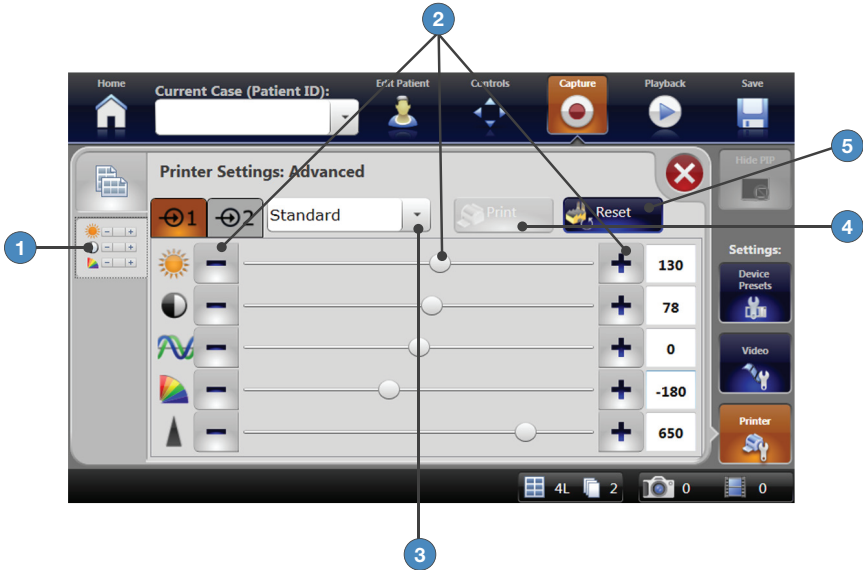 2
Home
Current Case (Patient ID):
Edit Patient
Controls
Capture
Playback
Save
5
Printer Settings: Advanced
Hide PIP
1
2
Standard
Print
Reset
4
1
Settings:
130
Device
Presets
78
0
Video
-180
650
Printer
4L
2
0
0
3